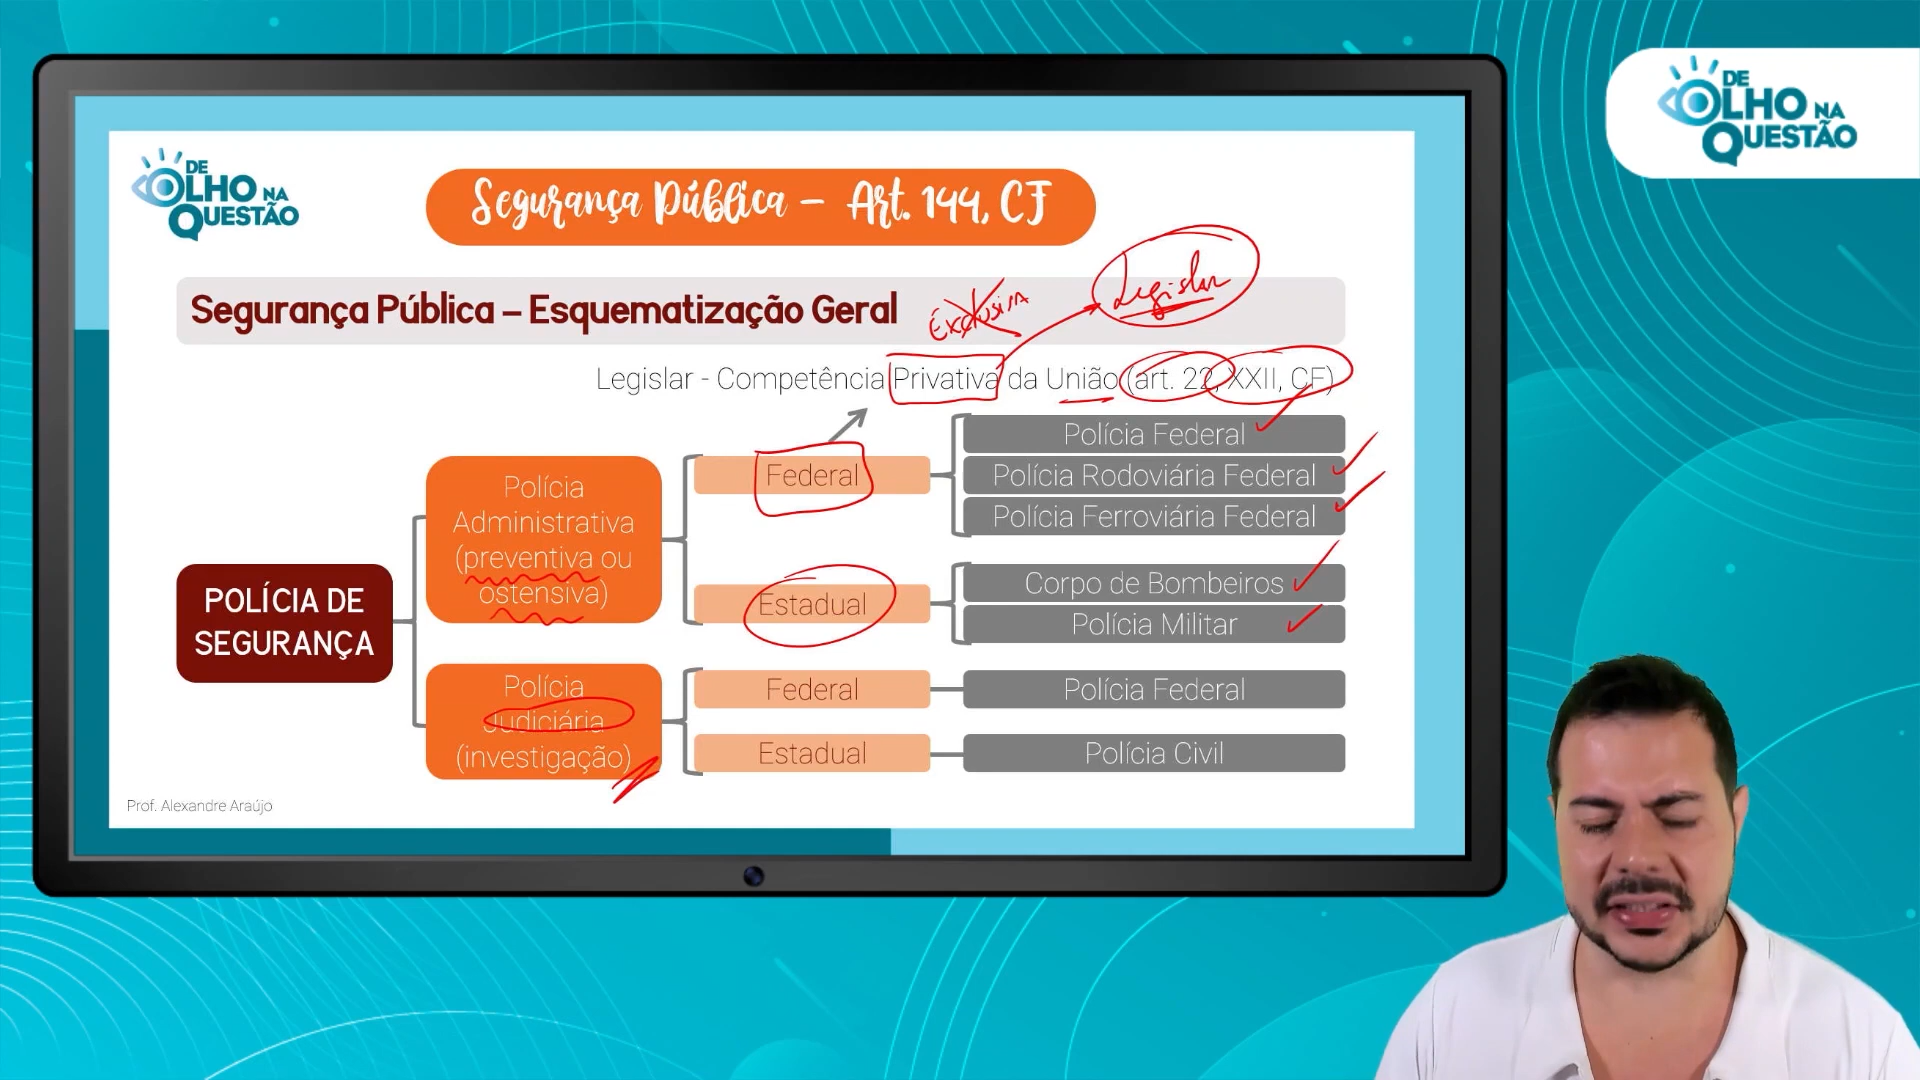 DE
OLHO NA
QUESTÃO
DE
OLHO NA
QUESTÃO
Segurança Pública – Art. 144, CF
Segurança Pública – Esquematização Geral
Exclusiva
Legislar
Legislar - Competência Privativa da União (art. 22, XXII, CF)
POLÍCIA DE
SEGURANÇA
Polícia
Administrativa
(preventiva ou
ostensiva)
Federal
Polícia Federal
Polícia Rodoviária Federal
Polícia Ferroviária Federal
Estadual
Corpo de Bombeiros
Polícia Militar
Polícia
Judiciária
(investigação)
Federal
Polícia Federal
Estadual
Polícia Civil
Prof. Alexandre Araújo